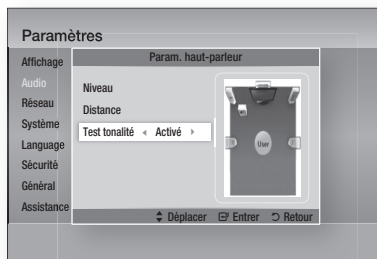 Paramètres
Affichage
Audio
Réseau
Système
Language
Sécurité
Général
Assistance
Param. haut-parleur
Niveau
Distance
Test tonalité ◄ Activé ►
User
Déplacer Entrer Retour